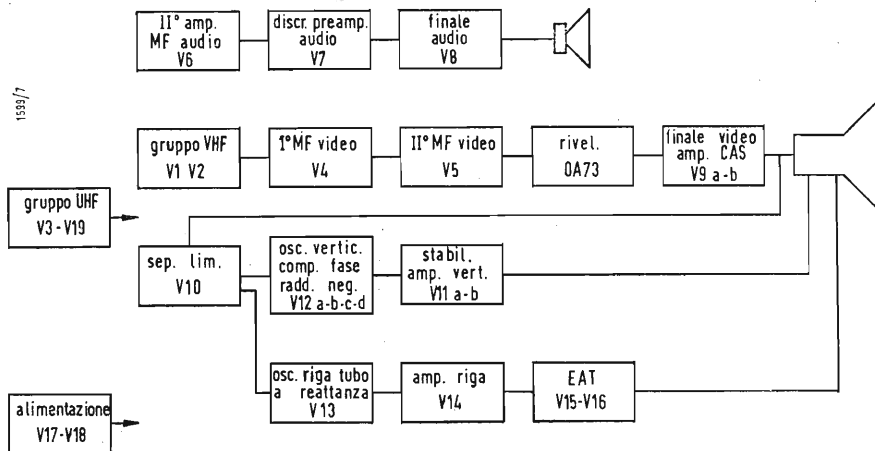 II° amp.
MF audio
V6
discr. preamp.
audio
V7
finale
audio
V8
1599/7
gruppo VHF
V1 V2
1° MF video
V4
II° MF video
V5
rivel.
OA73
finale video
amp. CAS
V9 a-b
gruppo UHF
V3-V19
sep. lim.
V10
osc. vertic.
comp. fase
radd. neg.
V12 a-b-c-d
stabil.
amp. vert.
V11 a-b
osc. riga tubo
a reattanza
V13
amp. riga
V14
EAT
V15-V16
alimentazione
V17-V18